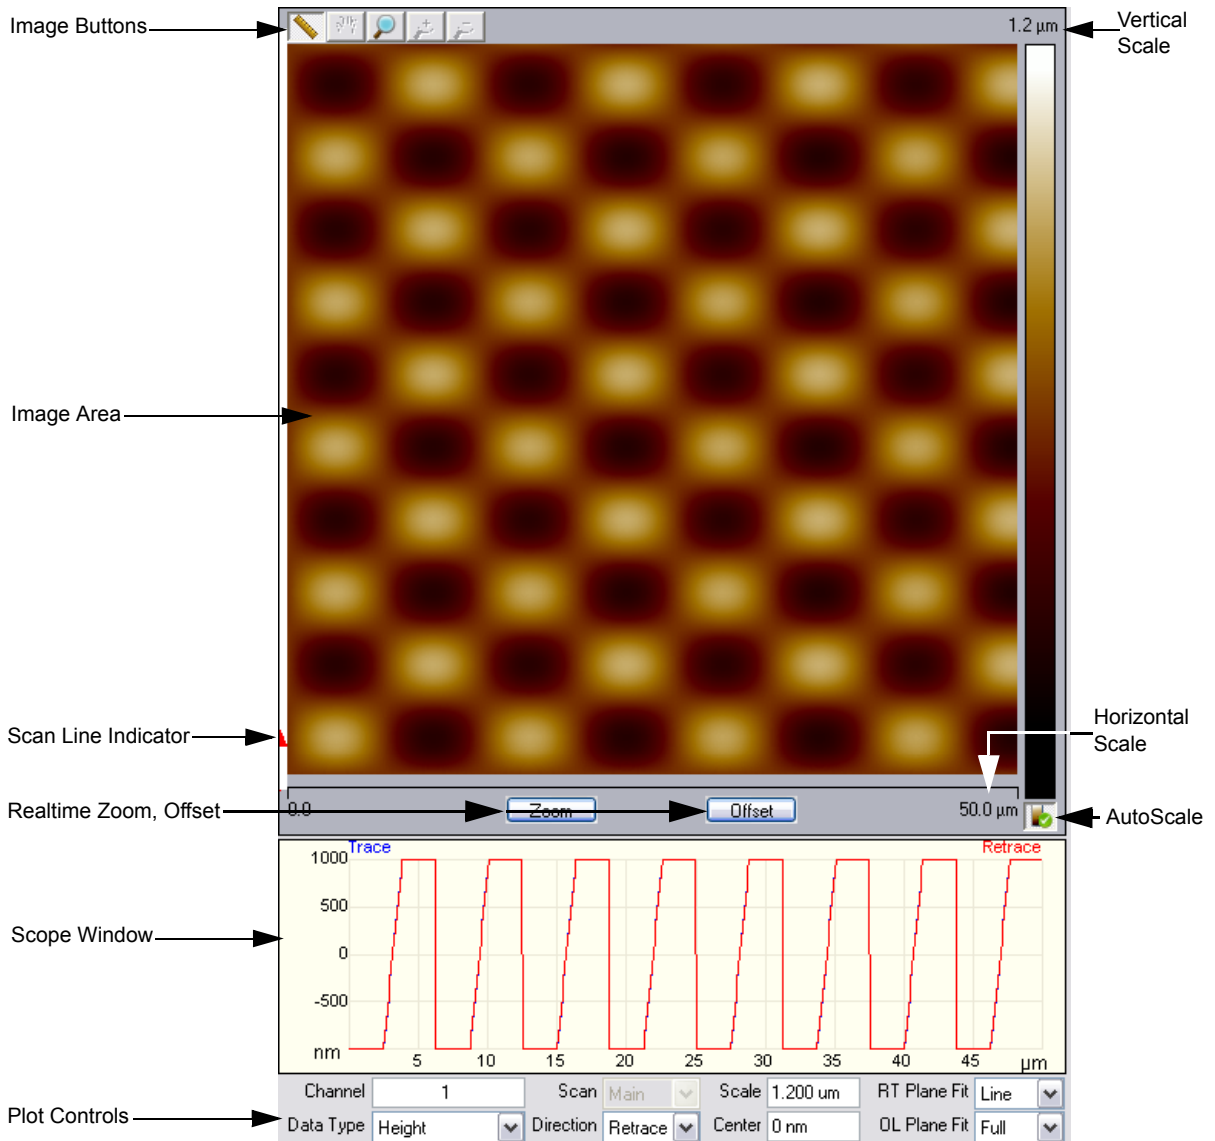 Image Buttons
1.2 µm
Vertical
Scale
Image Area
Scan Line Indicator
Horizontal
Scale
Realtime Zoom, Offset
0.0
Zoom
Offset
50.0 µm
AutoScale
Trace
Retrace
1000
500
0
-500
nm
5 10 15 20 25 30 35 40 45 µm
Scope Window
Channel 1 Scan Main Scale 1.200 um RT Plane Fit Line
Plot Controls
Data Type Height Direction Retrace Center 0 nm OL Plane Fit Full